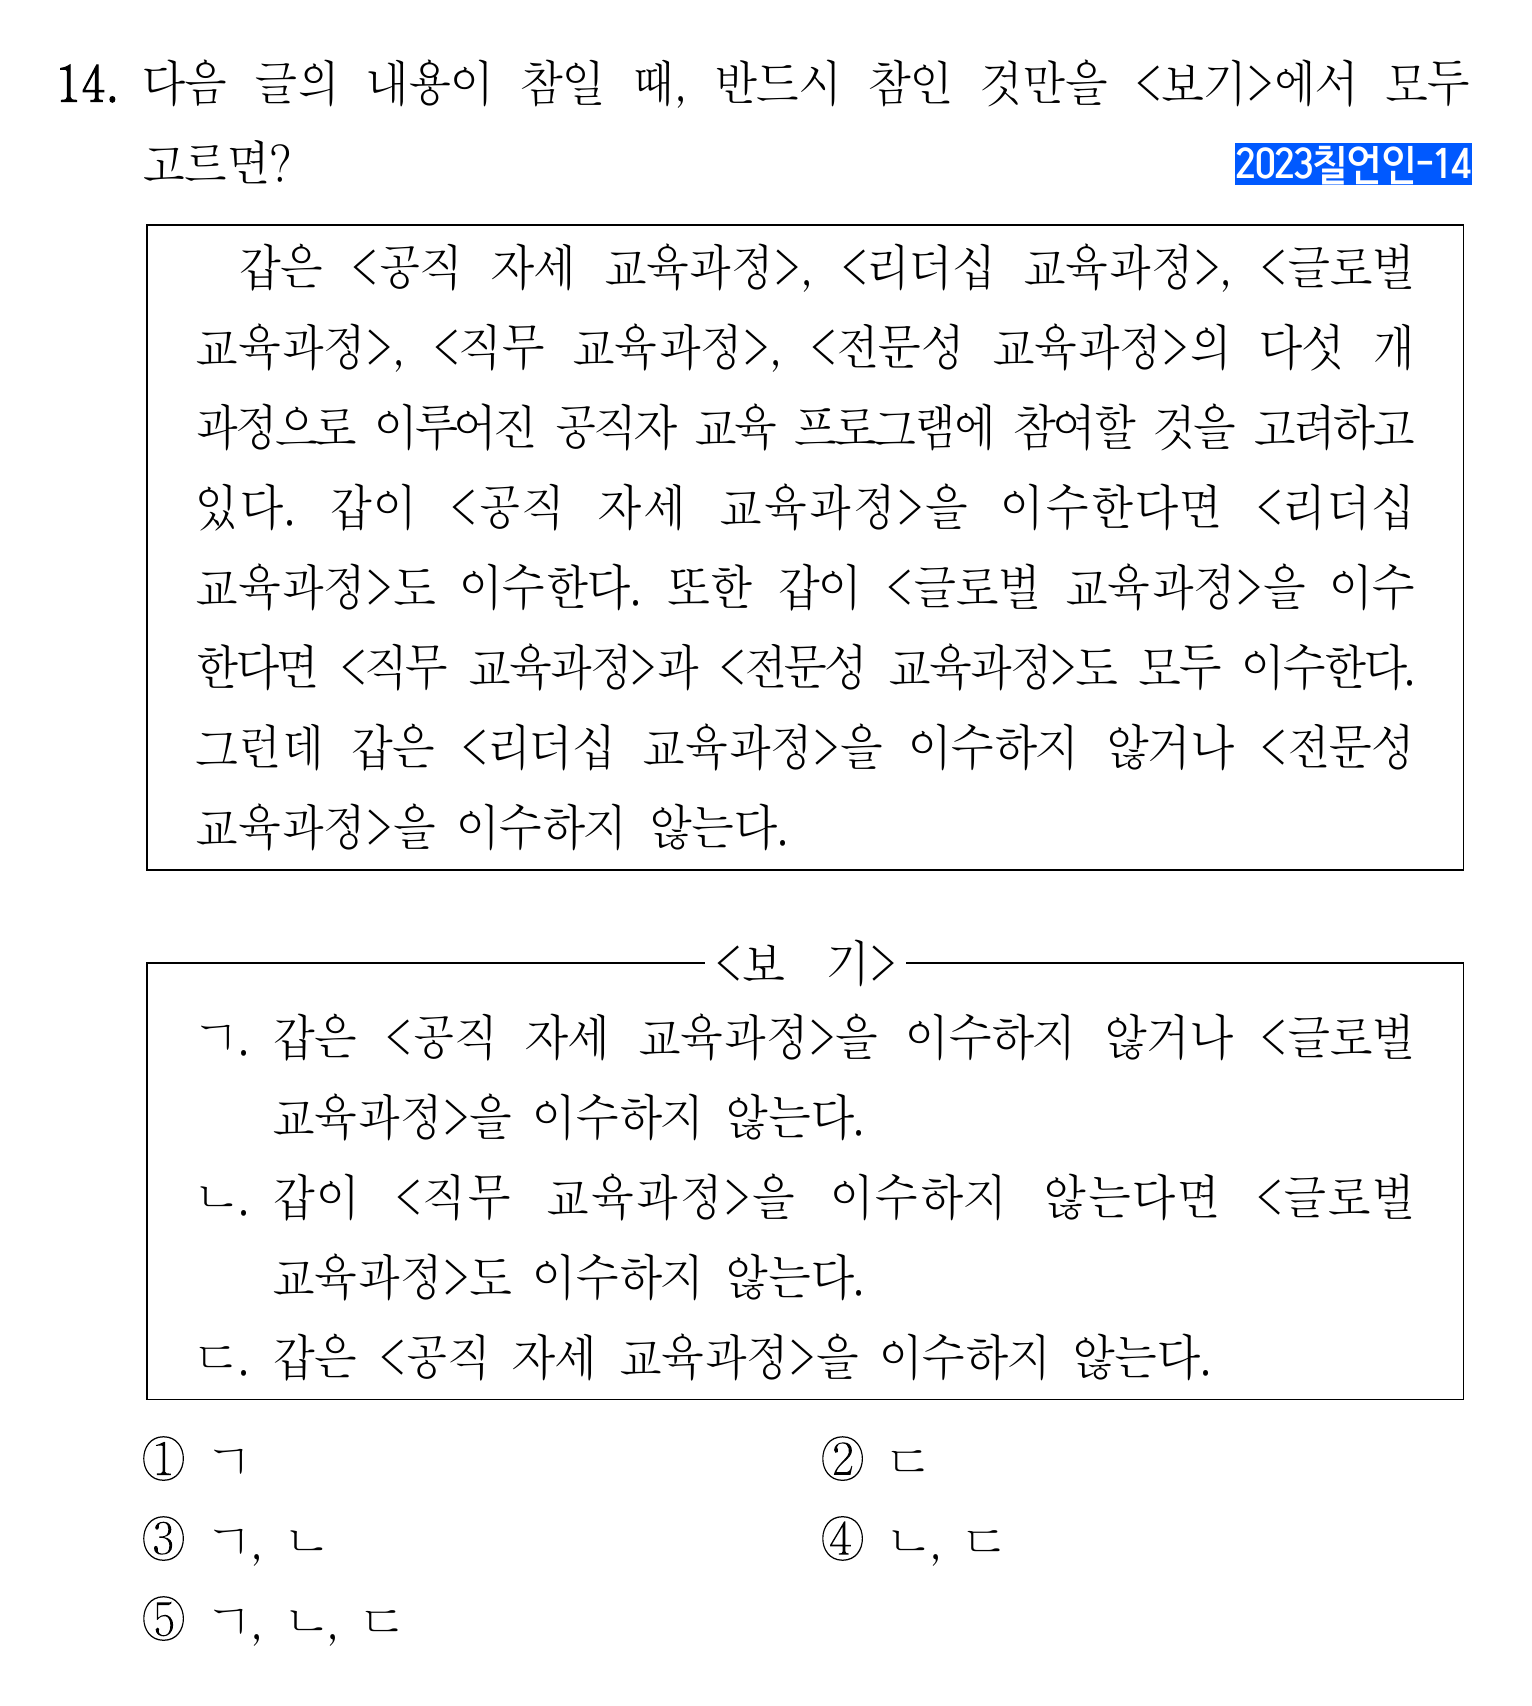 14. 다음 글의 내용이 참일 때, 반드시 참인 것만을 <보기>에서 모두
고르면?
2023칠언인-14
갑은 <공직 자세 교육과정>, <리더십 교육과정>, <글로벌
교육과정>, <직무 교육과정>, <전문성 교육과정>의 다섯 개
과정으로 이루어진 공직자 교육 프로그램에 참여할 것을 고려하고
있다. 갑이 <공직 자세 교육과정>을 이수한다면 <리더십
교육과정>도 이수한다. 또한 갑이 <글로벌 교육과정>을 이수
한다면 <직무 교육과정>과 <전문성 교육과정>도 모두 이수한다.
그런데 갑은 <리더십 교육과정>을 이수하지 않거나 <전문성
교육과정>을 이수하지 않는다.
<보 기>
ㄱ. 갑은 <공직 자세 교육과정>을 이수하지 않거나 <글로벌
교육과정>을 이수하지 않는다.
ㄴ. 갑이 <직무 교육과정>을 이수하지 않는다면 <글로벌
교육과정>도 이수하지 않는다.
ㄷ. 갑은 <공직 자세 교육과정>을 이수하지 않는다.
① ㄱ
② ㄷ
③ ㄱ, ㄴ
④ ㄴ, ㄷ
⑤ ㄱ, ㄴ, ㄷ